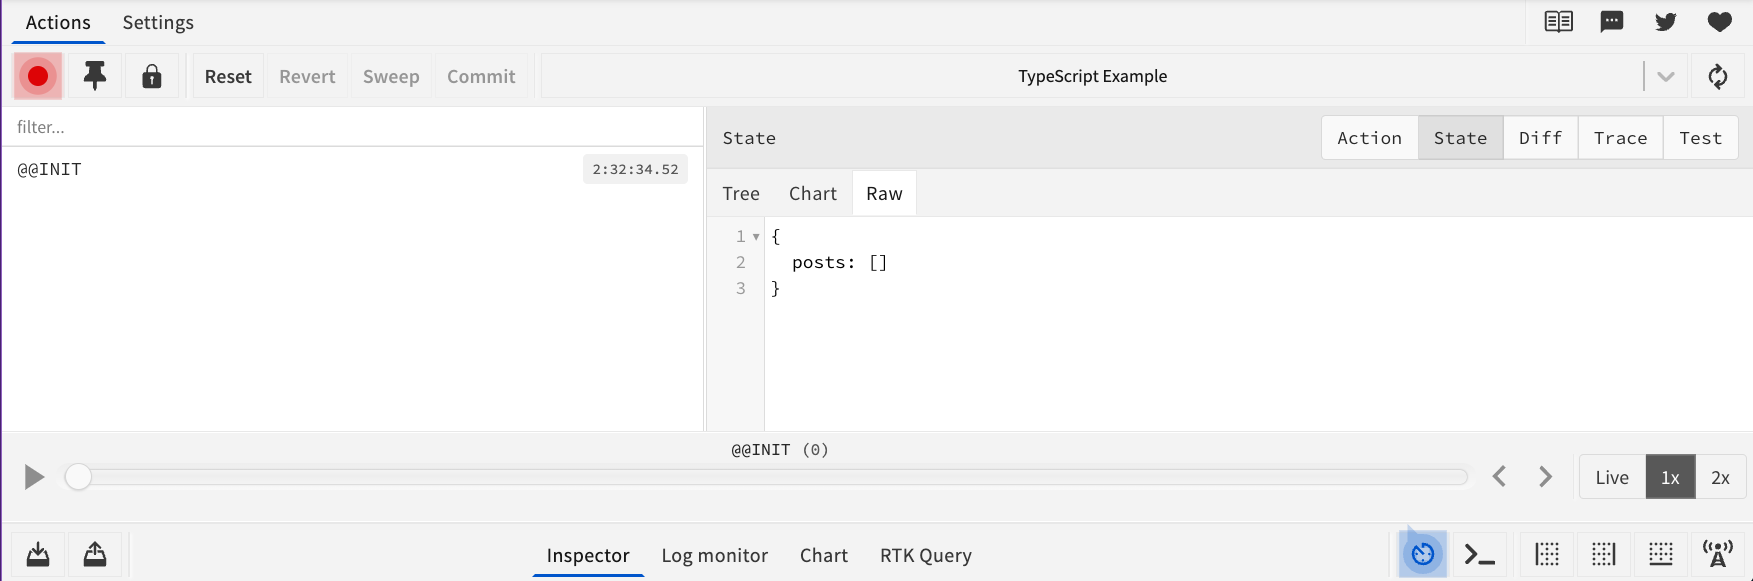 Actions Settings
Reset Revert Sweep Commit TypeScript Example
filter...
@@INIT 2:32:34.52
State Action State Diff Trace Test
Tree Chart Raw
1 {
2 posts: []
3 }
@@INIT (0)
Live 1x 2x
Inspector Log monitor Chart RTK Query